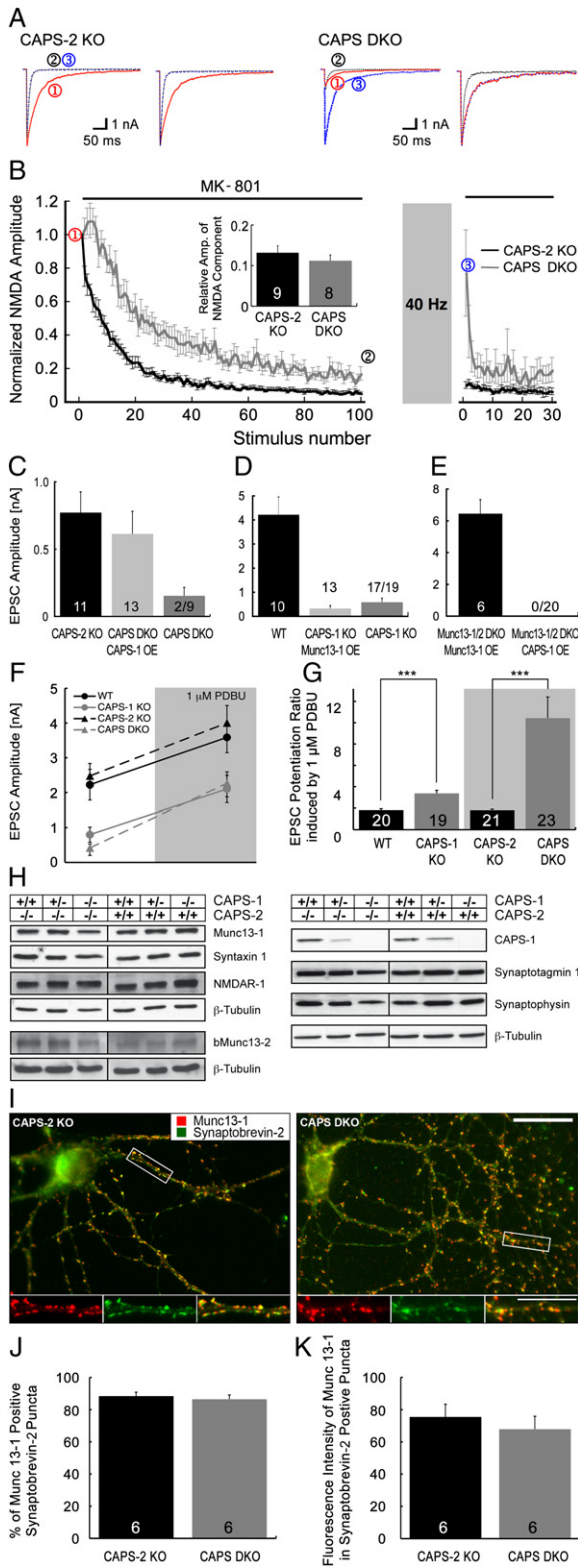 A
CAPS-2 KO
CAPS DKO
② ③
①
②
① ③
1 nA
50 ms
1 nA
50 ms
B
MK-801
Normalized NMDA Amplitude
1.2
1.0
0.8
0.6
0.4
0.2
0
①
②
③
Relative Amp. of
NMDA Component
0.2
0.1
0
9
8
CAPS-2
KO
CAPS
DKO
40 Hz
CAPS-2 KO
CAPS DKO
0 20 40 60 80 100
0 10 20 30
Stimulus number
C
EPSC Amplitude [nA]
1.0
0.5
0
11
13
2/9
CAPS-2 KO
CAPS DKO
CAPS DKO
CAPS-1 OE
D
5
4
3
2
1
0
10
13
17/19
WT
CAPS-1 KO
CAPS-1 KO
Munc13-1 OE
E
8
6
4
2
0
6
0/20
Munc13-1/2 DKO
Munc13-1 OE
Munc13-1/2 DKO
CAPS-1 OE
F
EPSC Amplitude [nA]
5
4
3
2
1
0
WT
CAPS-1 KO
CAPS-2 KO
CAPS DKO
1 µM PDBU
G
EPSC Potentiation Ratio
induced by 1 µM PDBU
12
8
4
0
***
***
20
19
21
23
WT
CAPS-1
KO
CAPS-2
KO
CAPS
DKO
H
+/+ +/- -/- +/+ +/- -/- CAPS-1
-/- -/- -/- +/+ +/+ +/+ CAPS-2
Munc13-1
Syntaxin 1
NMDAR-1
β-Tubulin
bMunc13-2
β-Tubulin
+/+ +/- -/- +/+ +/- -/- CAPS-1
-/- -/- -/- +/+ +/+ +/+ CAPS-2
CAPS-1
Synaptotagmin 1
Synaptophysin
β-Tubulin
I
CAPS-2 KO
Munc13-1
Synaptobrevin-2
CAPS DKO
J
% of Munc 13-1 Positive
Synaptobrevin-2 Puncta
100
80
60
40
20
0
6
6
CAPS-2 KO
CAPS DKO
K
Fluorescence Intensity of Munc 13-1
in Synaptobrevin-2 Postive Puncta
100
80
60
40
20
0
6
6
CAPS-2 KO
CAPS DKO